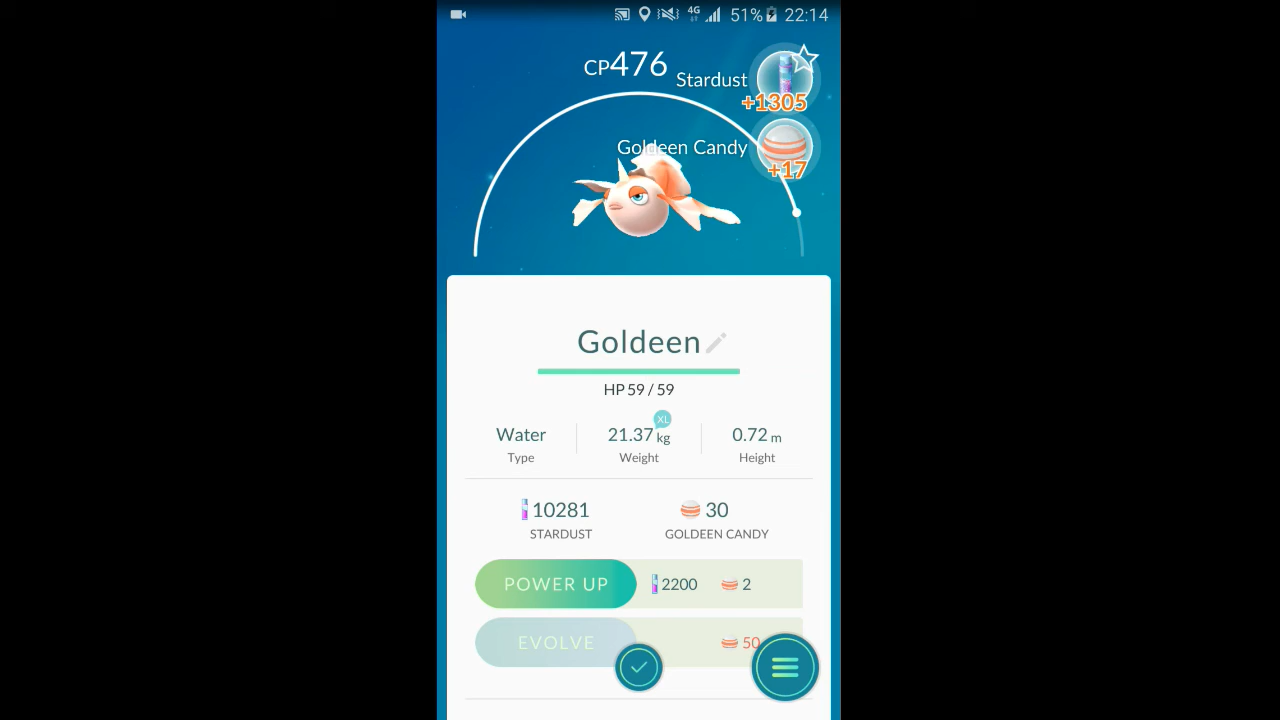 4G 51% 22:14
CP476
Stardust
+1305
Goldeen Candy
+17
Goldeen
HP 59 / 59
XL
Water 21.37 kg 0.72 m
Type Weight Height
10281 30
STARDUST GOLDEEN CANDY
POWER UP 2200 2
EVOLVE 50